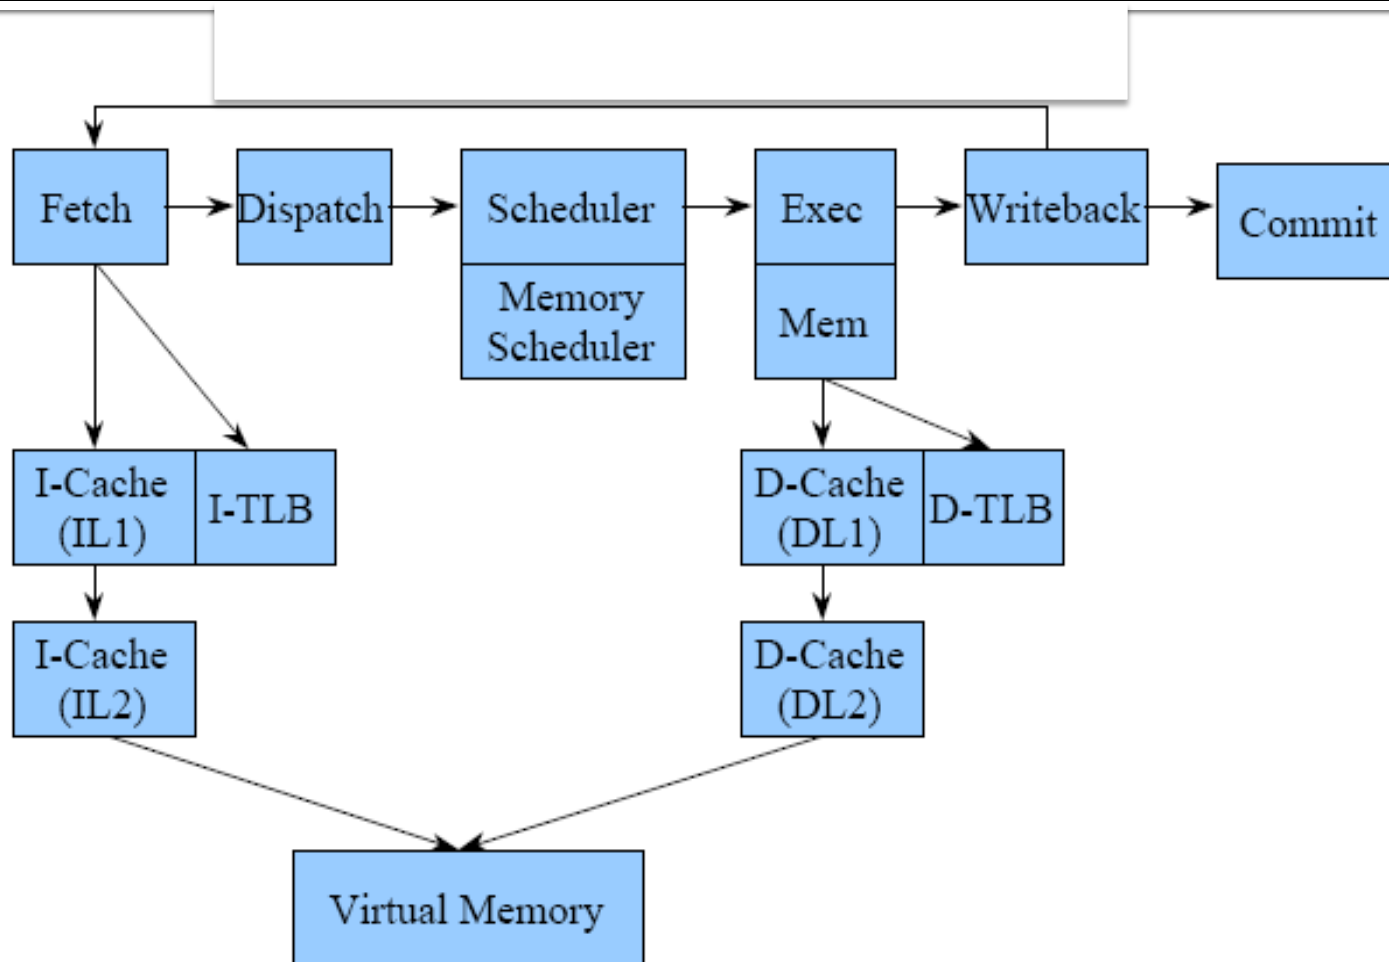 Fetch
Dispatch
Scheduler
Exec
Writeback
Commit
Memory
Scheduler
Mem
I-Cache
(IL1)
I-TLB
D-Cache
(DL1)
D-TLB
I-Cache
(IL2)
D-Cache
(DL2)
Virtual Memory